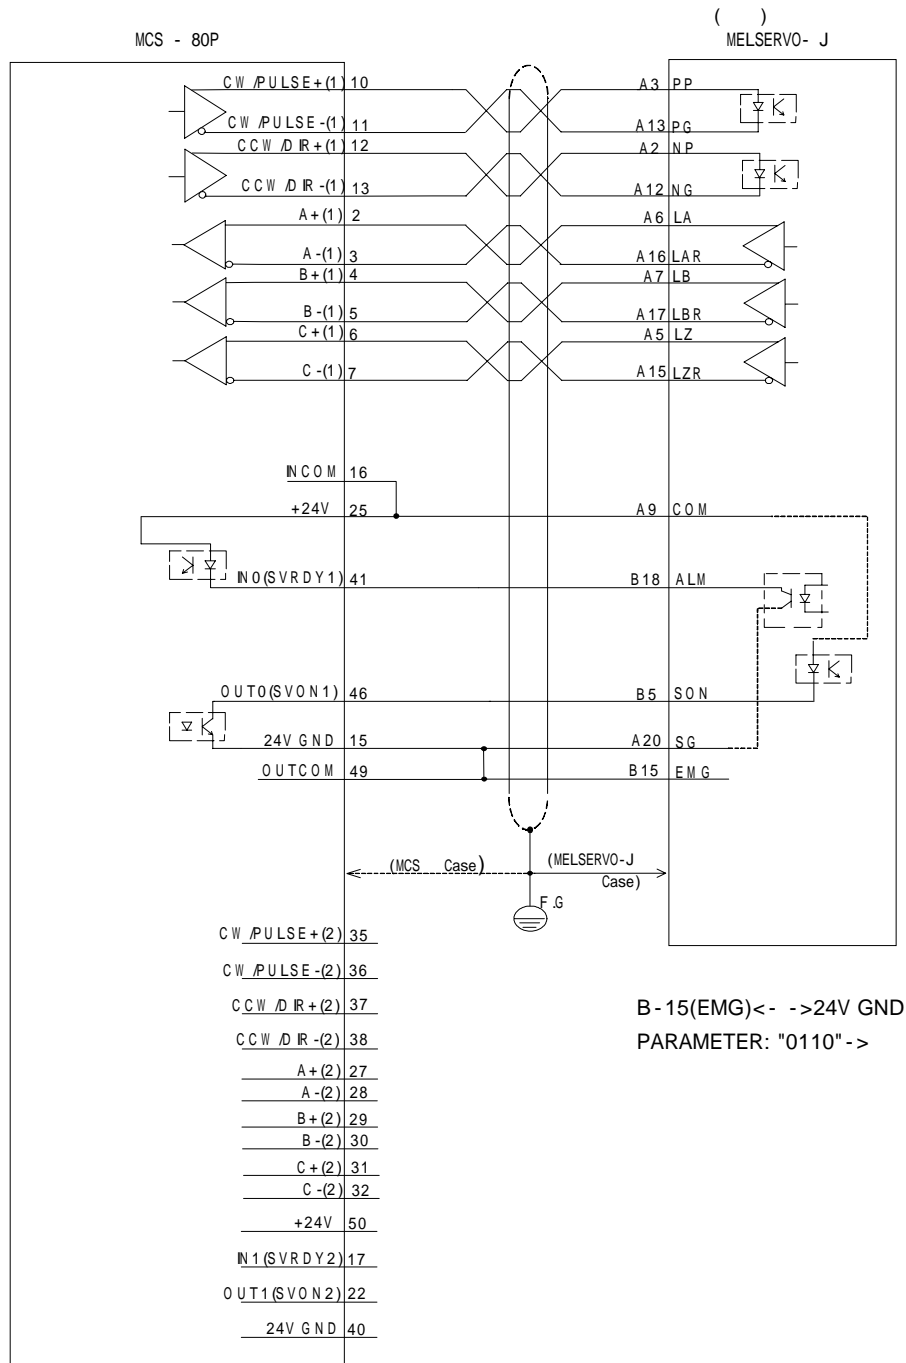 (     )
MCS - 80P
MELSERVO- J
CW/PULSE+(1) 10
A3 PP
CW/PULSE-(1) 11
A13 PG
CCW/DIR+(1) 12
A2 NP
CCW/DIR-(1) 13
A12 NG
A+(1) 2
A6 LA
A-(1) 3
A16 LAR
B+(1) 4
A7 LB
B-(1) 5
A17 LBR
C+(1) 6
A5 LZ
C-(1) 7
A15 LZR
INCOM 16
+24V 25
A9 COM
IN0(SVRDY1) 41
B18 ALM
OUT0(SVON1) 46
B5 SON
24V GND 15
A20 SG
OUTCOM 49
B15 EMG
(MCS Case)
(MELSERVO-J
Case)
F.G
CW/PULSE+(2) 35
CW/PULSE-(2) 36
CCW/DIR+(2) 37
CCW/DIR-(2) 38
A+(2) 27
A-(2) 28
B+(2) 29
B-(2) 30
C+(2) 31
C-(2) 32
+24V 50
IN1(SVRDY2) 17
OUT1(SVON2) 22
24V GND 40
B-15(EMG)<- ->24V GND
PARAMETER: "0110"->